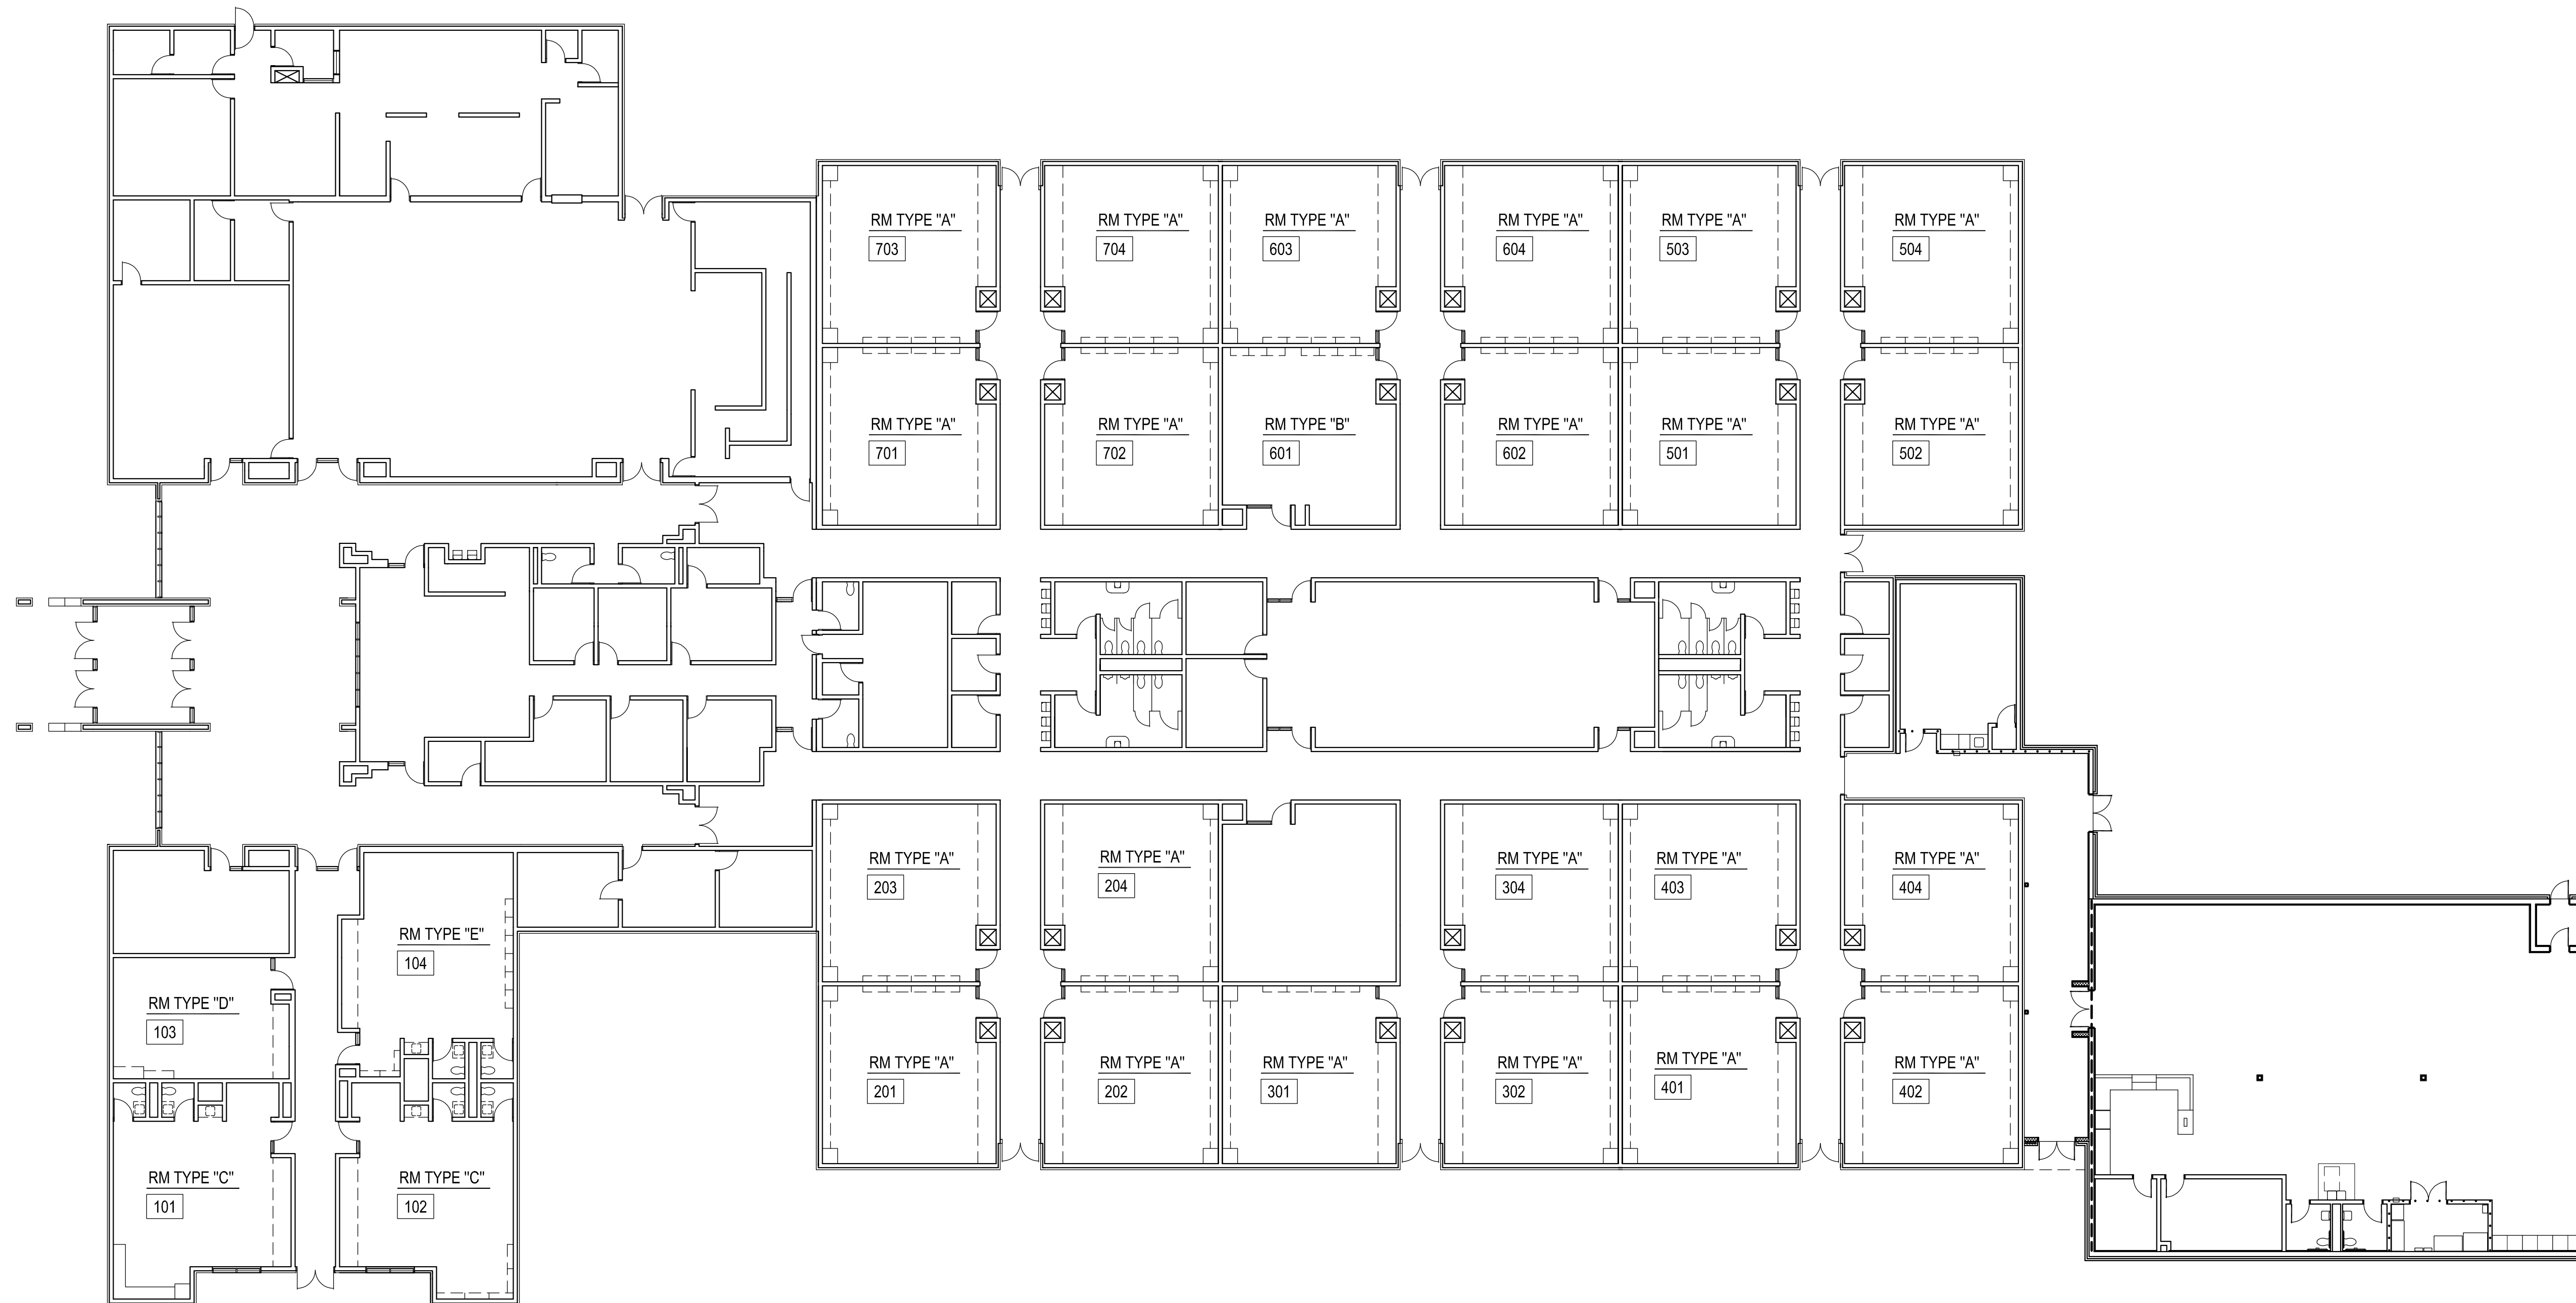 RM TYPE "A"
703
RM TYPE "A"
704
RM TYPE "A"
603
RM TYPE "A"
604
RM TYPE "A"
503
RM TYPE "A"
504
RM TYPE "A"
701
RM TYPE "A"
702
RM TYPE "B"
601
RM TYPE "A"
602
RM TYPE "A"
501
RM TYPE "A"
502
RM TYPE "A"
203
RM TYPE "A"
204
RM TYPE "A"
304
RM TYPE "A"
403
RM TYPE "A"
404
RM TYPE "E"
104
RM TYPE "D"
103
RM TYPE "A"
201
RM TYPE "A"
202
RM TYPE "A"
301
RM TYPE "A"
302
RM TYPE "A"
401
RM TYPE "A"
402
RM TYPE "C"
101
RM TYPE "C"
102